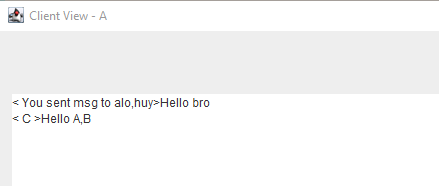 Client View - A
< You sent msg to alo,huy>Hello bro
< C >Hello A,B